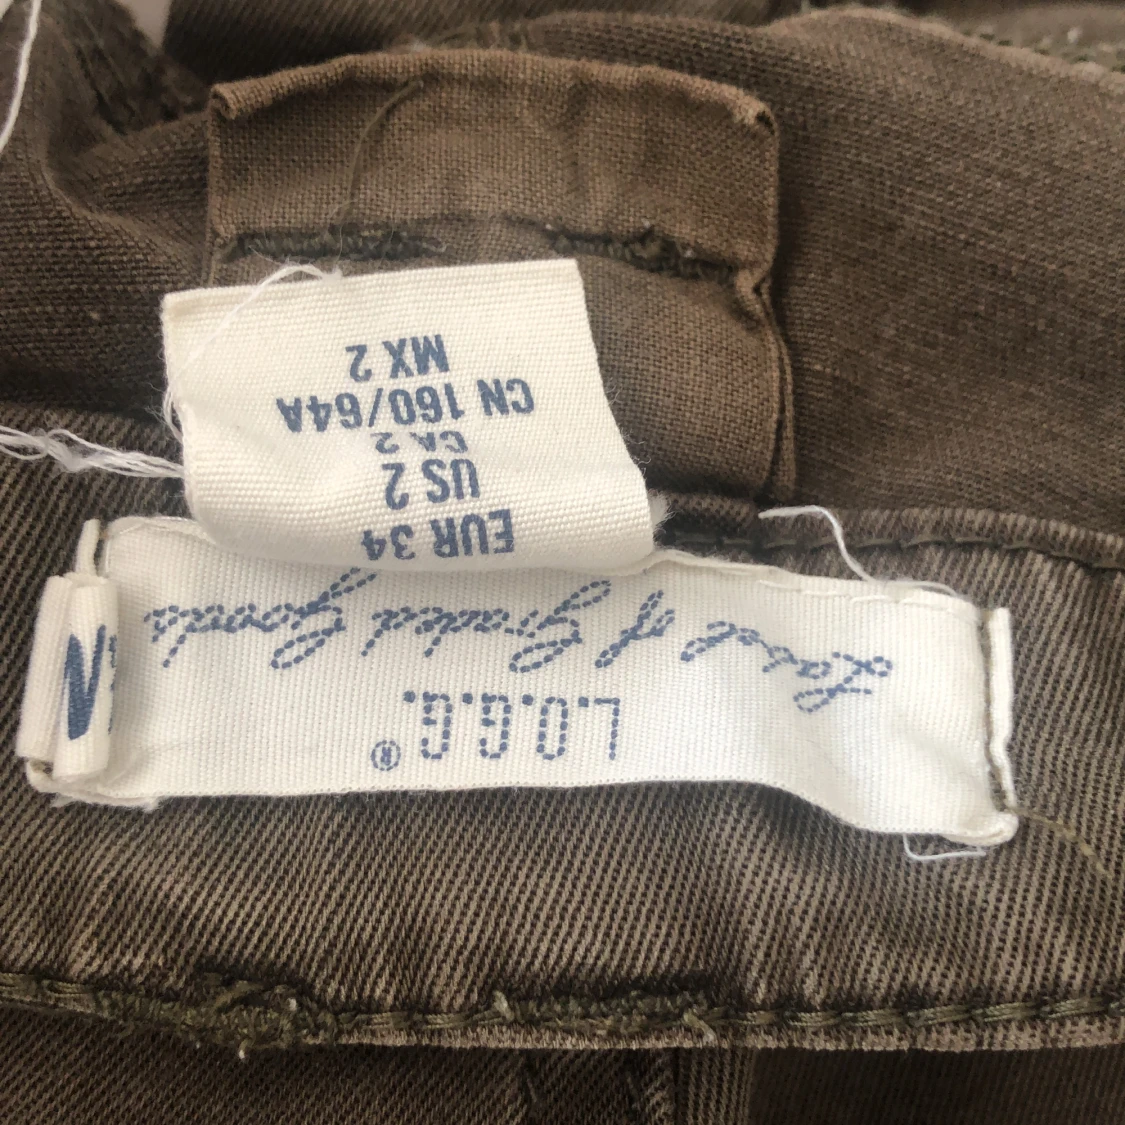 L.O.G.G.®
Label of Graded Goods
EUR 34
US 2
CA 2
CN 160/64A
MX 2